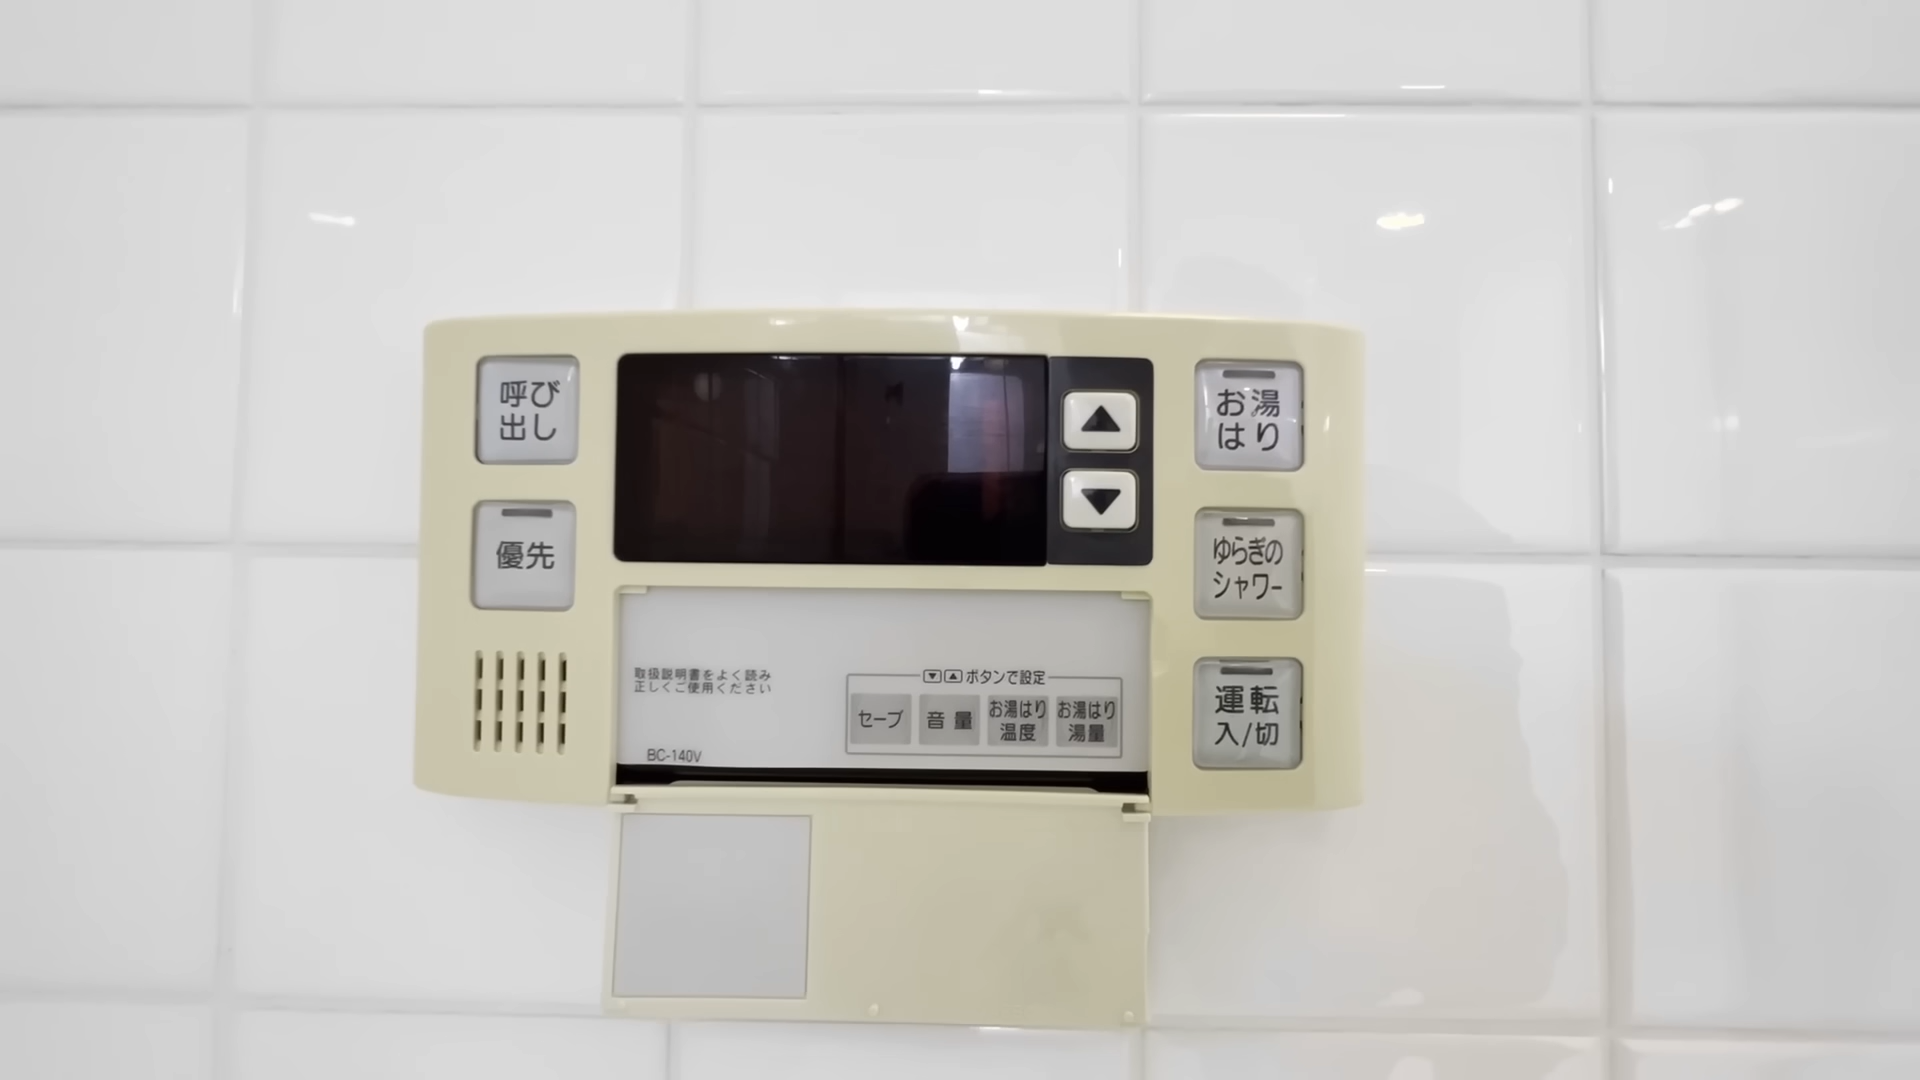 呼び
出し
優先
▲
▼
お湯
はり
ゆらぎの
シャワー
運転
入/切
取扱説明書をよく読み
正しくご使用ください
BC-140V
▼▲ボタンで設定
セーブ
音量
お湯はり
温度
お湯はり
湯量